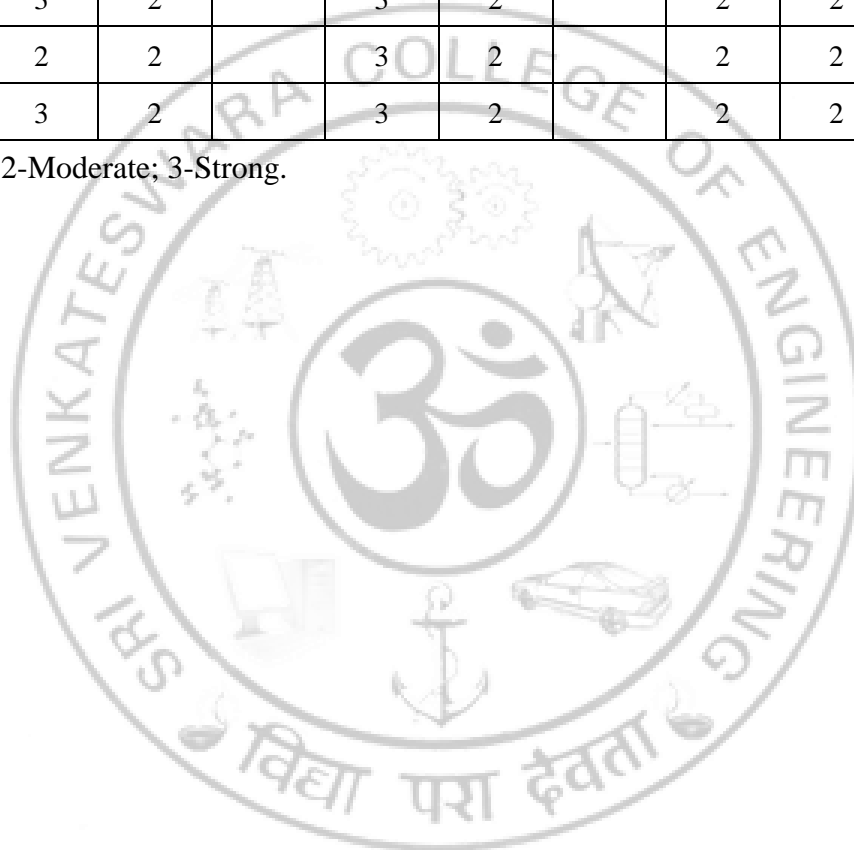 3 2 3 2 2 2
2 2 3 2 2 2
3 2 3 2 2 2
2-Moderate; 3-Strong.
SRI VENKATESWARA COLLEGE OF ENGINEERING
ॐ
विद्या परा दैवता